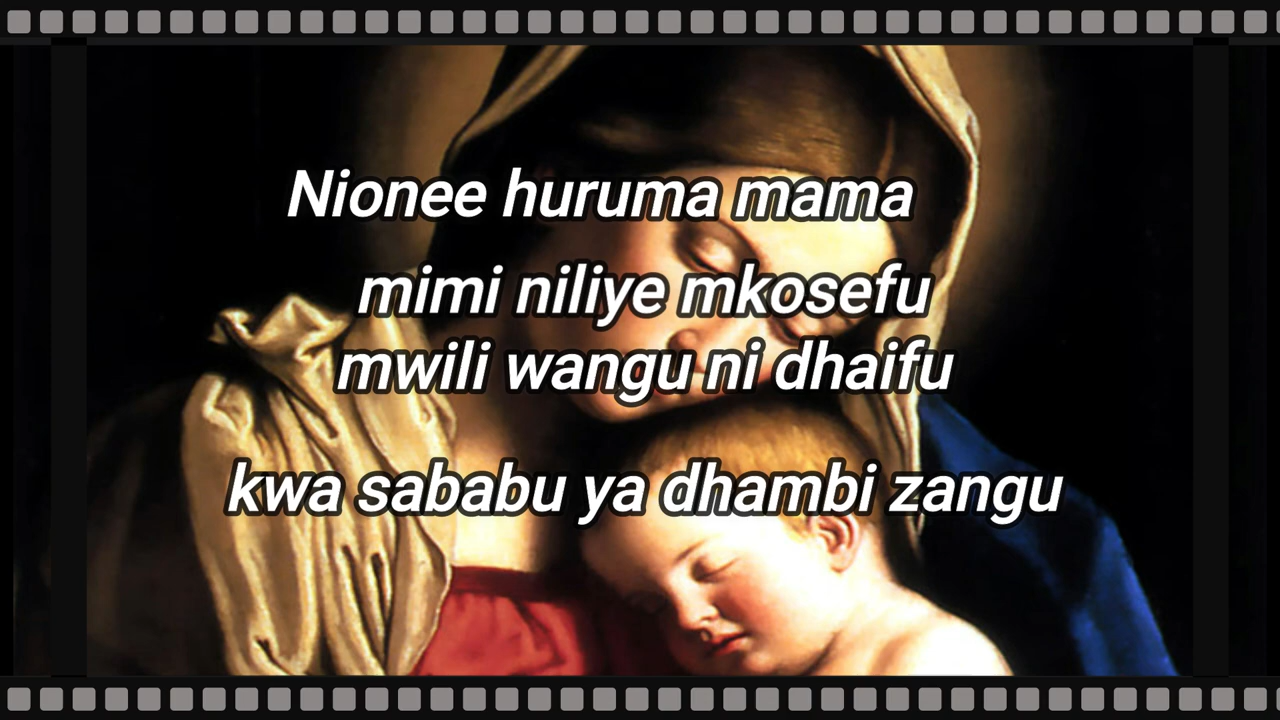 Nionee huruma mama
mimi niliye mkosefu
mwili wangu ni dhaifu
kwa sababu ya dhambi zangu